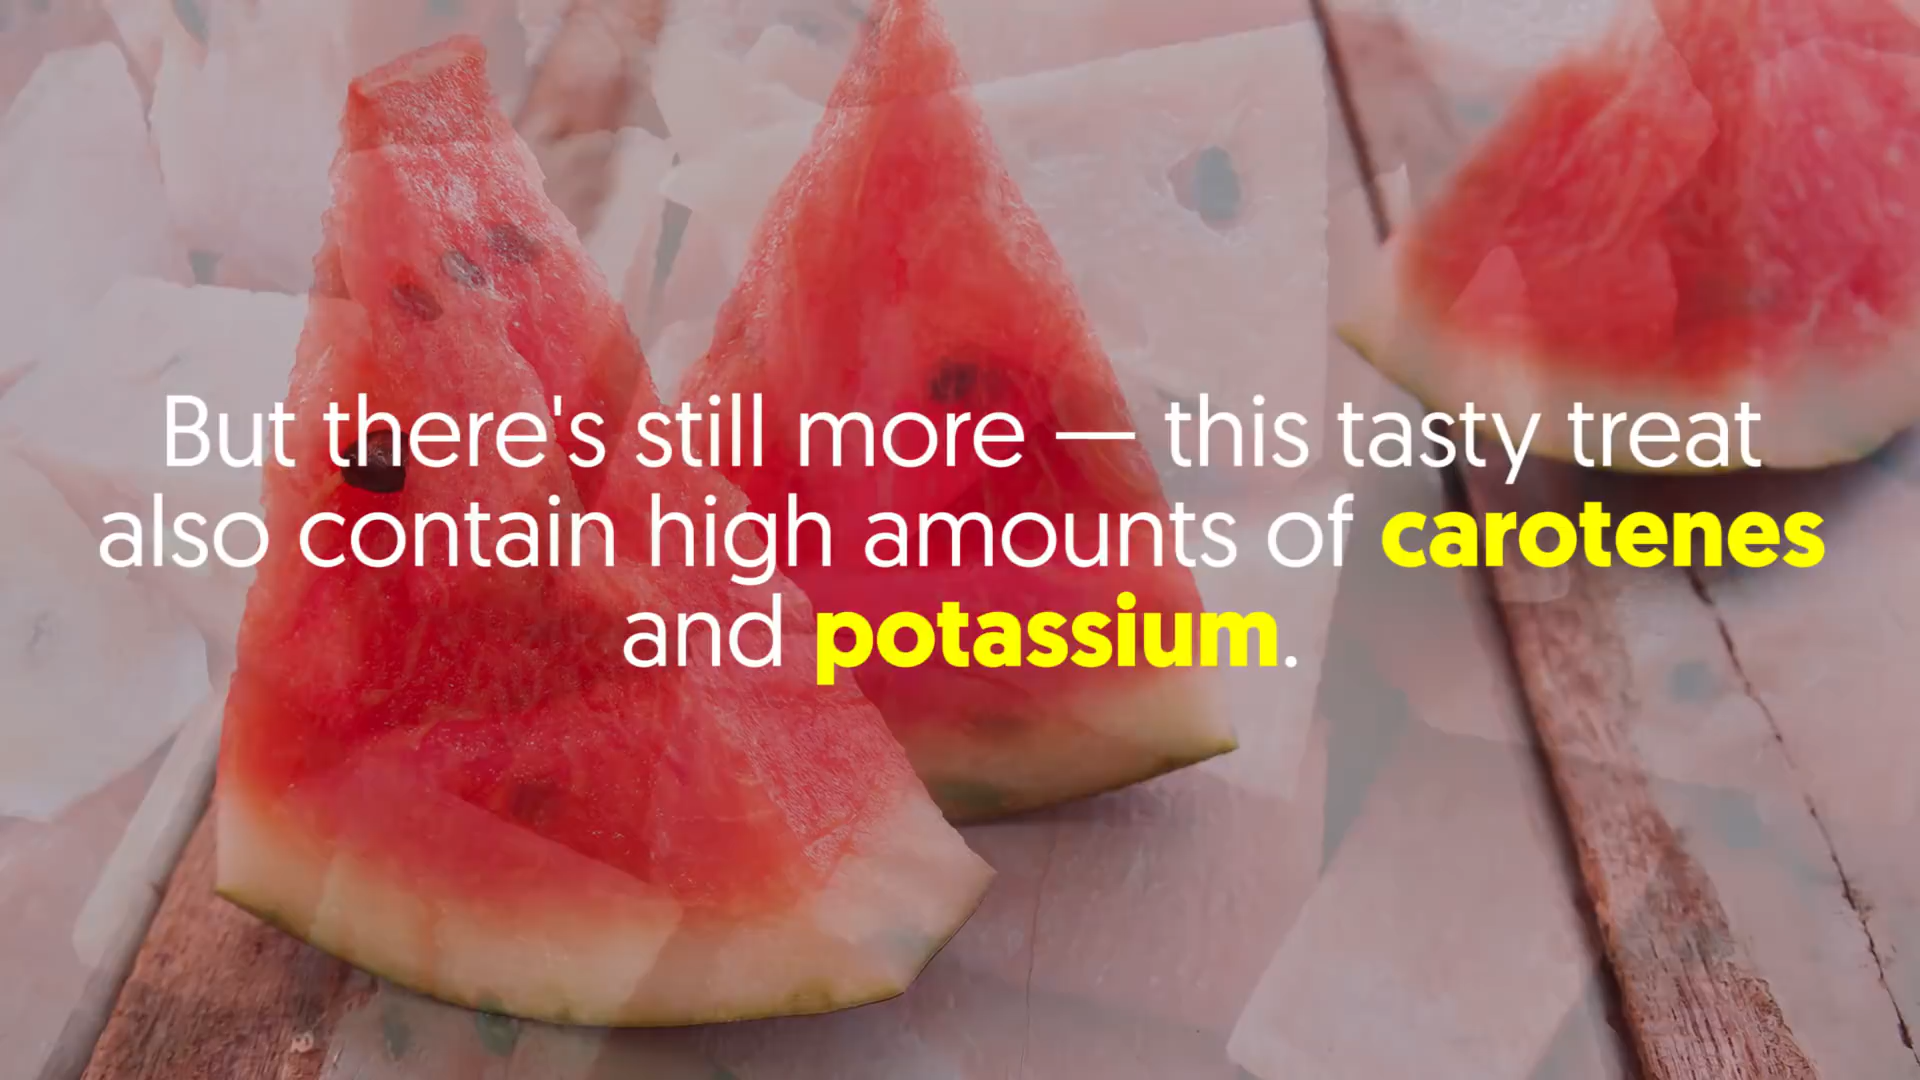 But there's still more — this tasty treat
also contain high amounts of carotenes
and potassium.